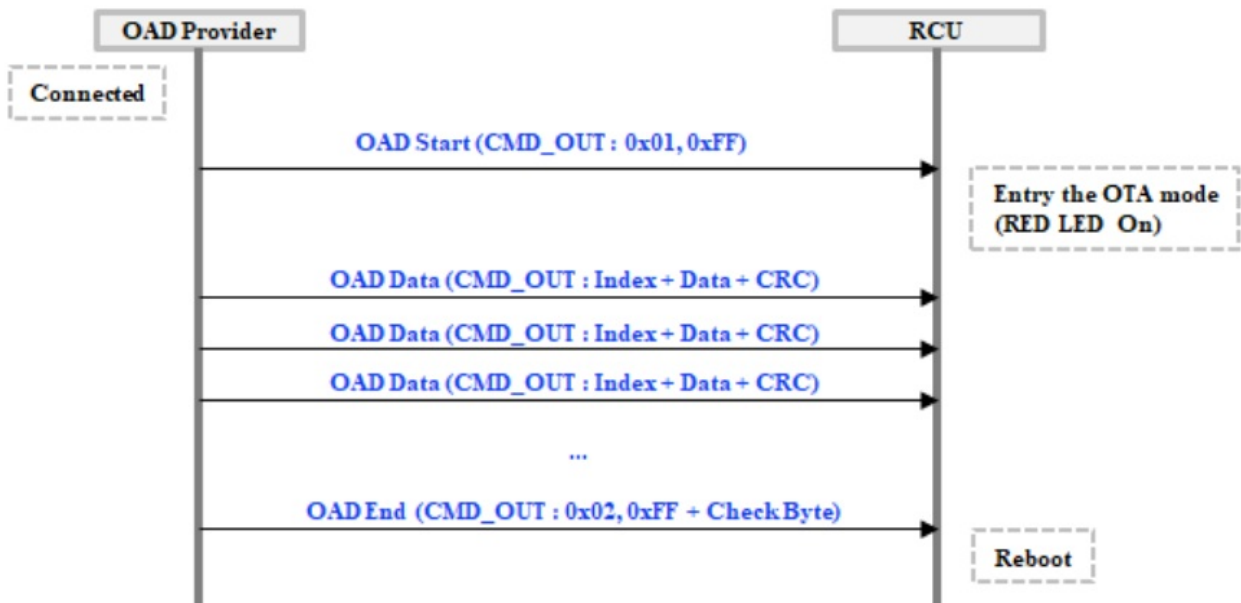 OAD Provider
RCU
Connected
OAD Start (CMD_OUT : 0x01, 0xFF)
Entry the OTA mode
(RED LED On)
OAD Data (CMD_OUT : Index + Data + CRC)
OAD Data (CMD_OUT : Index + Data + CRC)
OAD Data (CMD_OUT : Index + Data + CRC)
...
OAD End (CMD_OUT : 0x02, 0xFF + Check Byte)
Reboot